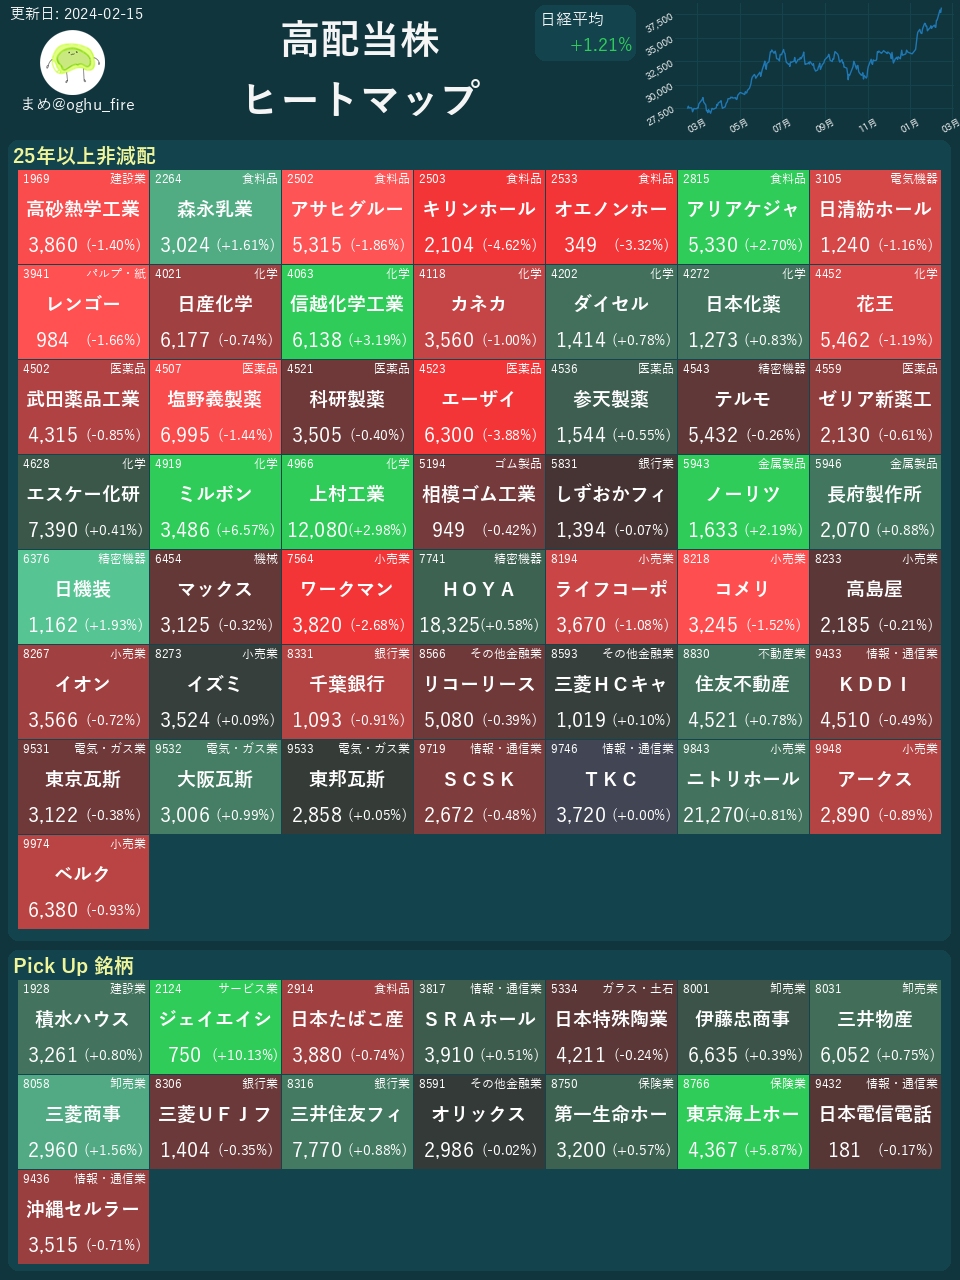 更新日: 2024-02-15
まめ@oghu_fire
高配当株
ヒートマップ
日経平均
+1.21%
37,500
35,000
32,500
30,000
27,500
03月 05月 07月 09月 11月 01月 03月
25年以上非減配
1969 建設業 2264 食料品 2502 食料品 2503 食料品 2533 食料品 2815 食料品 3105 電気機器
高砂熱学工業 森永乳業 アサヒグルー キリンホール オエノンホー アリアケジャ 日清紡ホール
3,860 (-1.40%) 3,024 (+1.61%) 5,315 (-1.86%) 2,104 (-4.62%) 349 (-3.32%) 5,330 (+2.70%) 1,240 (-1.16%)
3941 パルプ・紙 4021 化学 4063 化学 4118 化学 4202 化学 4272 化学 4452 化学
レンゴー 日産化学 信越化学工業 カネカ ダイセル 日本化薬 花王
984 (-1.66%) 6,177 (-0.74%) 6,138 (+3.19%) 3,560 (-1.00%) 1,414 (+0.78%) 1,273 (+0.83%) 5,462 (-1.19%)
4502 医薬品 4507 医薬品 4521 医薬品 4523 医薬品 4536 医薬品 4543 精密機器 4559 医薬品
武田薬品工業 塩野義製薬 科研製薬 エーザイ 参天製薬 テルモ ゼリア新薬工
4,315 (-0.85%) 6,995 (-1.44%) 3,505 (-0.40%) 6,300 (-3.88%) 1,544 (+0.55%) 5,432 (-0.26%) 2,130 (-0.61%)
4628 化学 4919 化学 4966 化学 5194 ゴム製品 5831 銀行業 5943 金属製品 5946 金属製品
エスケー化研 ミルボン 上村工業 相模ゴム工業 しずおかフィ ノーリツ 長府製作所
7,390 (+0.41%) 3,486 (+6.57%) 12,080(+2.98%) 949 (-0.42%) 1,394 (-0.07%) 1,633 (+2.19%) 2,070 (+0.88%)
6376 精密機器 6454 機械 7564 小売業 7741 精密機器 8194 小売業 8218 小売業 8233 小売業
日機装 マックス ワークマン ＨＯＹＡ ライフコーポ コメリ 高島屋
1,162 (+1.93%) 3,125 (-0.32%) 3,820 (-2.68%) 18,325(+0.58%) 3,670 (-1.08%) 3,245 (-1.52%) 2,185 (-0.21%)
8267 小売業 8273 小売業 8331 銀行業 8566 その他金融業 8593 その他金融業 8830 不動産業 9433 情報・通信業
イオン イズミ 千葉銀行 リコーリース 三菱ＨＣキャ 住友不動産 ＫＤＤＩ
3,566 (-0.72%) 3,524 (+0.09%) 1,093 (-0.91%) 5,080 (-0.39%) 1,019 (+0.10%) 4,521 (+0.78%) 4,510 (-0.49%)
9531 電気・ガス業 9532 電気・ガス業 9533 電気・ガス業 9719 情報・通信業 9746 情報・通信業 9843 小売業 9948 小売業
東京瓦斯 大阪瓦斯 東邦瓦斯 ＳＣＳＫ ＴＫＣ ニトリホール アークス
3,122 (-0.38%) 3,006 (+0.99%) 2,858 (+0.05%) 2,672 (-0.48%) 3,720 (+0.00%) 21,270(+0.81%) 2,890 (-0.89%)
9974 小売業
ベルク
6,380 (-0.93%)
Pick Up 銘柄
1928 建設業 2124 サービス業 2914 食料品 3817 情報・通信業 5334 ガラス・土石 8001 卸売業 8031 卸売業
積水ハウス ジェイエイシ 日本たばこ産 ＳＲＡホール 日本特殊陶業 伊藤忠商事 三井物産
3,261 (+0.80%) 750 (+10.13%) 3,880 (-0.74%) 3,910 (+0.51%) 4,211 (-0.24%) 6,635 (+0.39%) 6,052 (+0.75%)
8058 卸売業 8306 銀行業 8316 銀行業 8591 その他金融業 8750 保険業 8766 保険業 9432 情報・通信業
三菱商事 三菱ＵＦＪフ 三井住友フィ オリックス 第一生命ホー 東京海上ホー 日本電信電話
2,960 (+1.56%) 1,404 (-0.35%) 7,770 (+0.88%) 2,986 (-0.02%) 3,200 (+0.57%) 4,367 (+5.87%) 181 (-0.17%)
9436 情報・通信業
沖縄セルラー
3,515 (-0.71%)